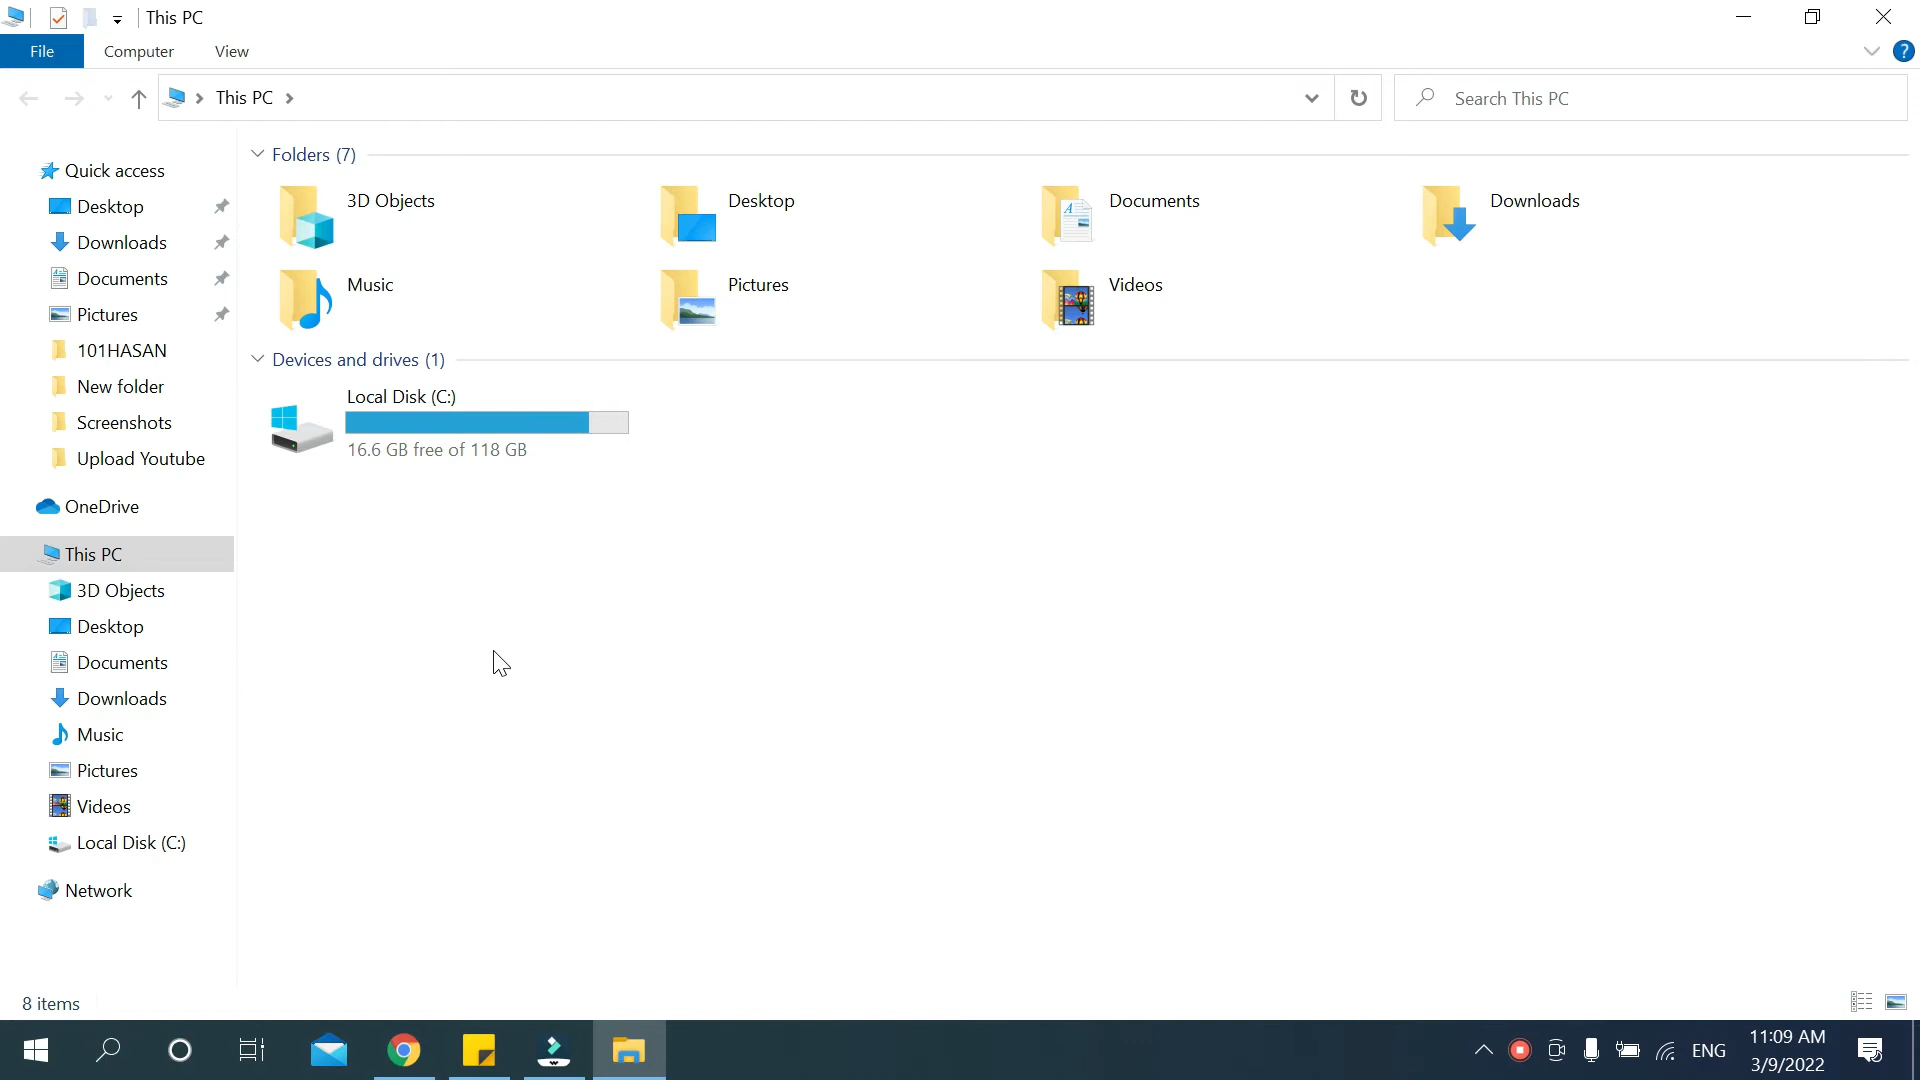 This PC
File
Computer
View
This PC
Search This PC
Quick access
Desktop
Downloads
Documents
Pictures
101HASAN
New folder
Screenshots
Upload Youtube
OneDrive
This PC
3D Objects
Desktop
Documents
Downloads
Music
Pictures
Videos
Local Disk (C:)
Network
Folders (7)
3D Objects
Desktop
Documents
Downloads
Music
Pictures
Videos
Devices and drives (1)
Local Disk (C:)
16.6 GB free of 118 GB
8 items
ENG
11:09 AM
3/9/2022